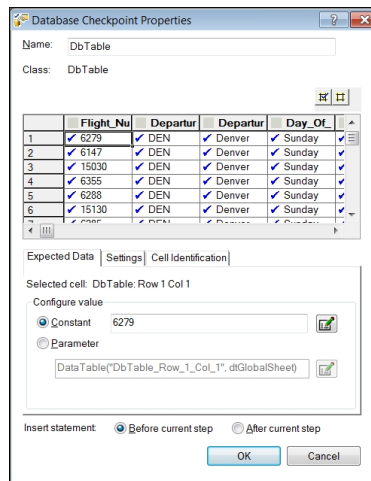 Database Checkpoint Properties
Name: DbTable
Class: DbTable
Flight_Nu Departur Departur Day_Of_
1 6279 DEN Denver Sunday
2 6147 DEN Denver Sunday
3 15030 DEN Denver Sunday
4 6355 DEN Denver Sunday
5 6288 DEN Denver Sunday
6 15130 DEN Denver Sunday
Expected Data Settings Cell Identification
Selected cell: DbTable: Row 1 Col 1
Configure value
Constant 6279
Parameter
DataTable("DbTable_Row_1_Col_1", dtGlobalSheet)
Insert statement: Before current step After current step
OK Cancel